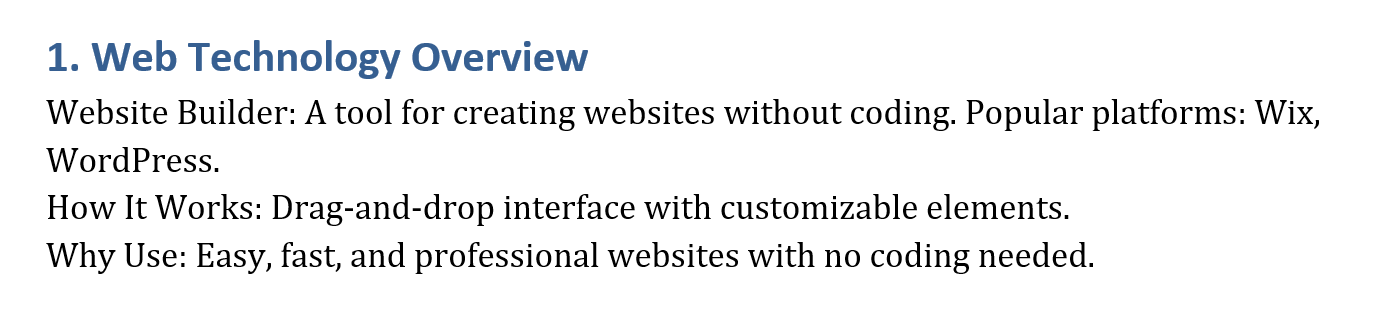 1. Web Technology Overview
Website Builder: A tool for creating websites without coding. Popular platforms: Wix,
WordPress.
How It Works: Drag-and-drop interface with customizable elements.
Why Use: Easy, fast, and professional websites with no coding needed.